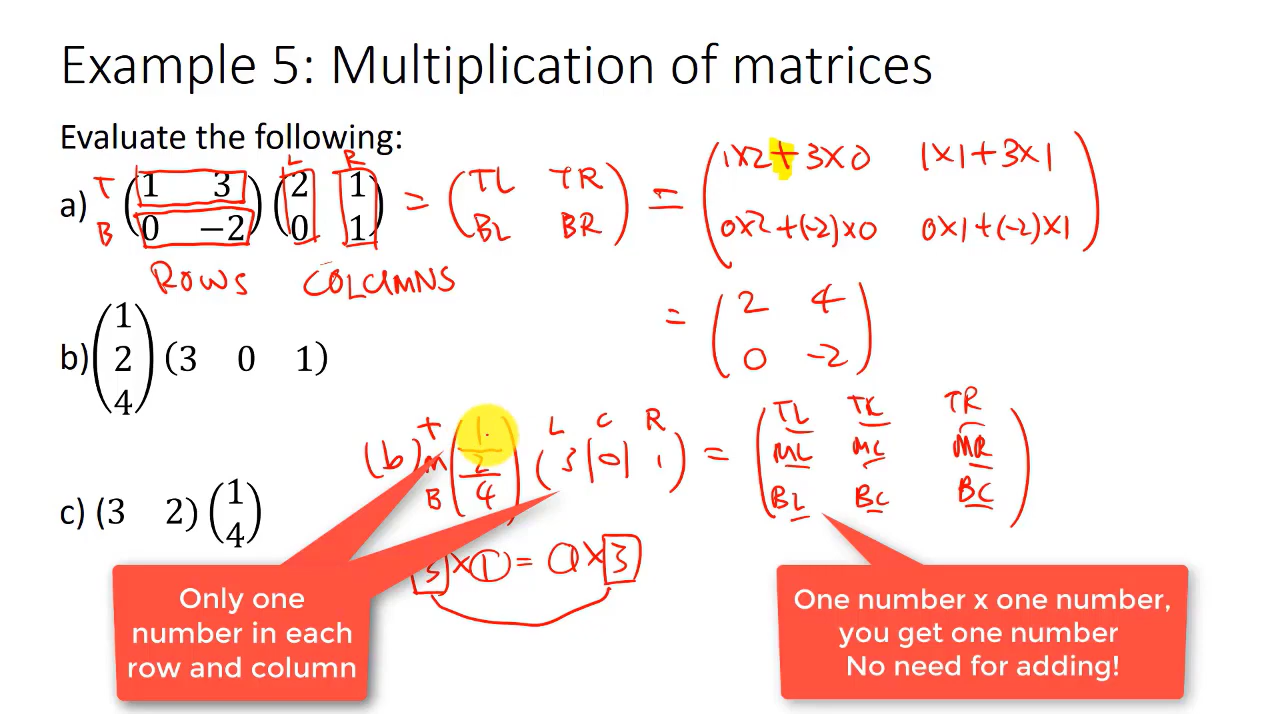 Example 5: Multiplication of matrices
Evaluate the following:
L R
T
B
a) (1 3) (2 1) = (TL TR) = (1×2 + 3×0 1×1 + 3×1)
(0 −2) (0 1) (BL BR) (0×2 + (-2)×0 0×1 + (-2)×1)
ROWS COLUMNS
= (2 4)
(0 -2)
b) (1
2
4) (3 0 1)
T L C R
(b) M B (1 2 4) (3 0 1) = (TL TC TR
ML MC MR
BL BC BC)
c) (3 2) (1
4)
3 × 1 = 1 × 3
Only one
number in each
row and column
One number x one number,
you get one number
No need for adding!